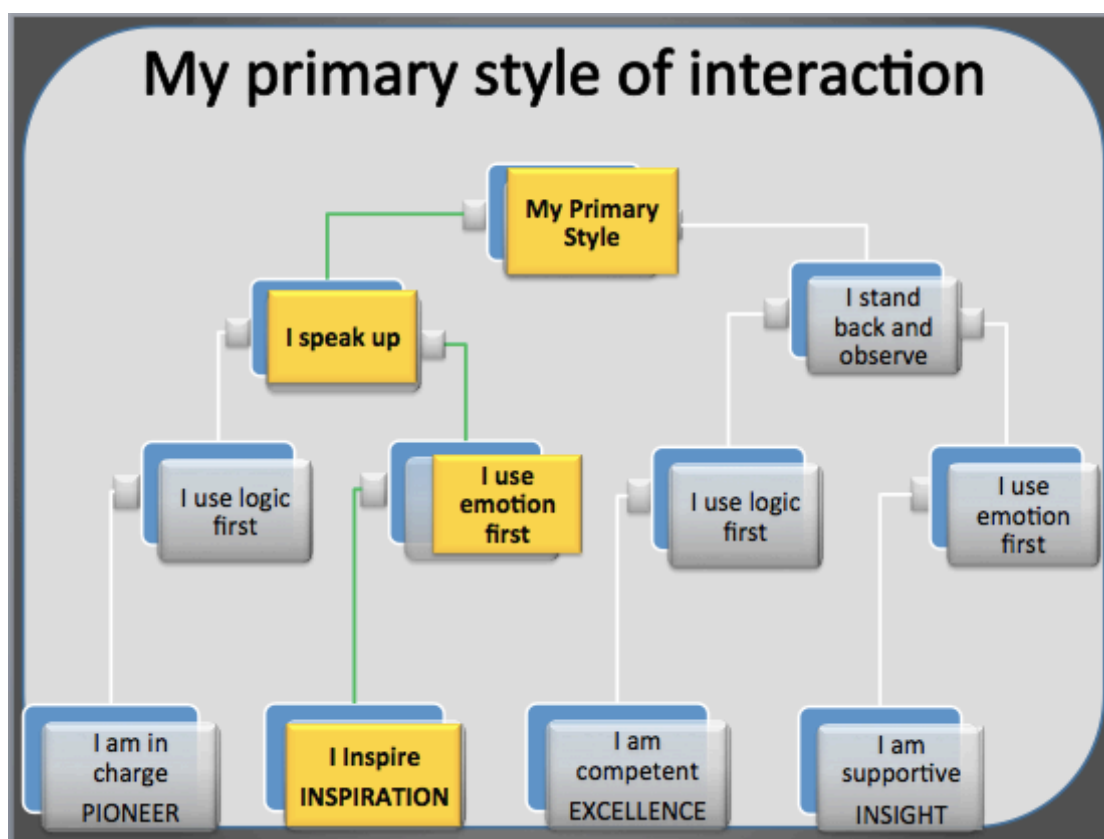 My primary style of interaction
My Primary
Style
I speak up
I stand
back and
observe
I use logic
first
I use
emotion
first
I use logic
first
I use
emotion
first
I am in
charge
PIONEER
I Inspire
INSPIRATION
I am
competent
EXCELLENCE
I am
supportive
INSIGHT